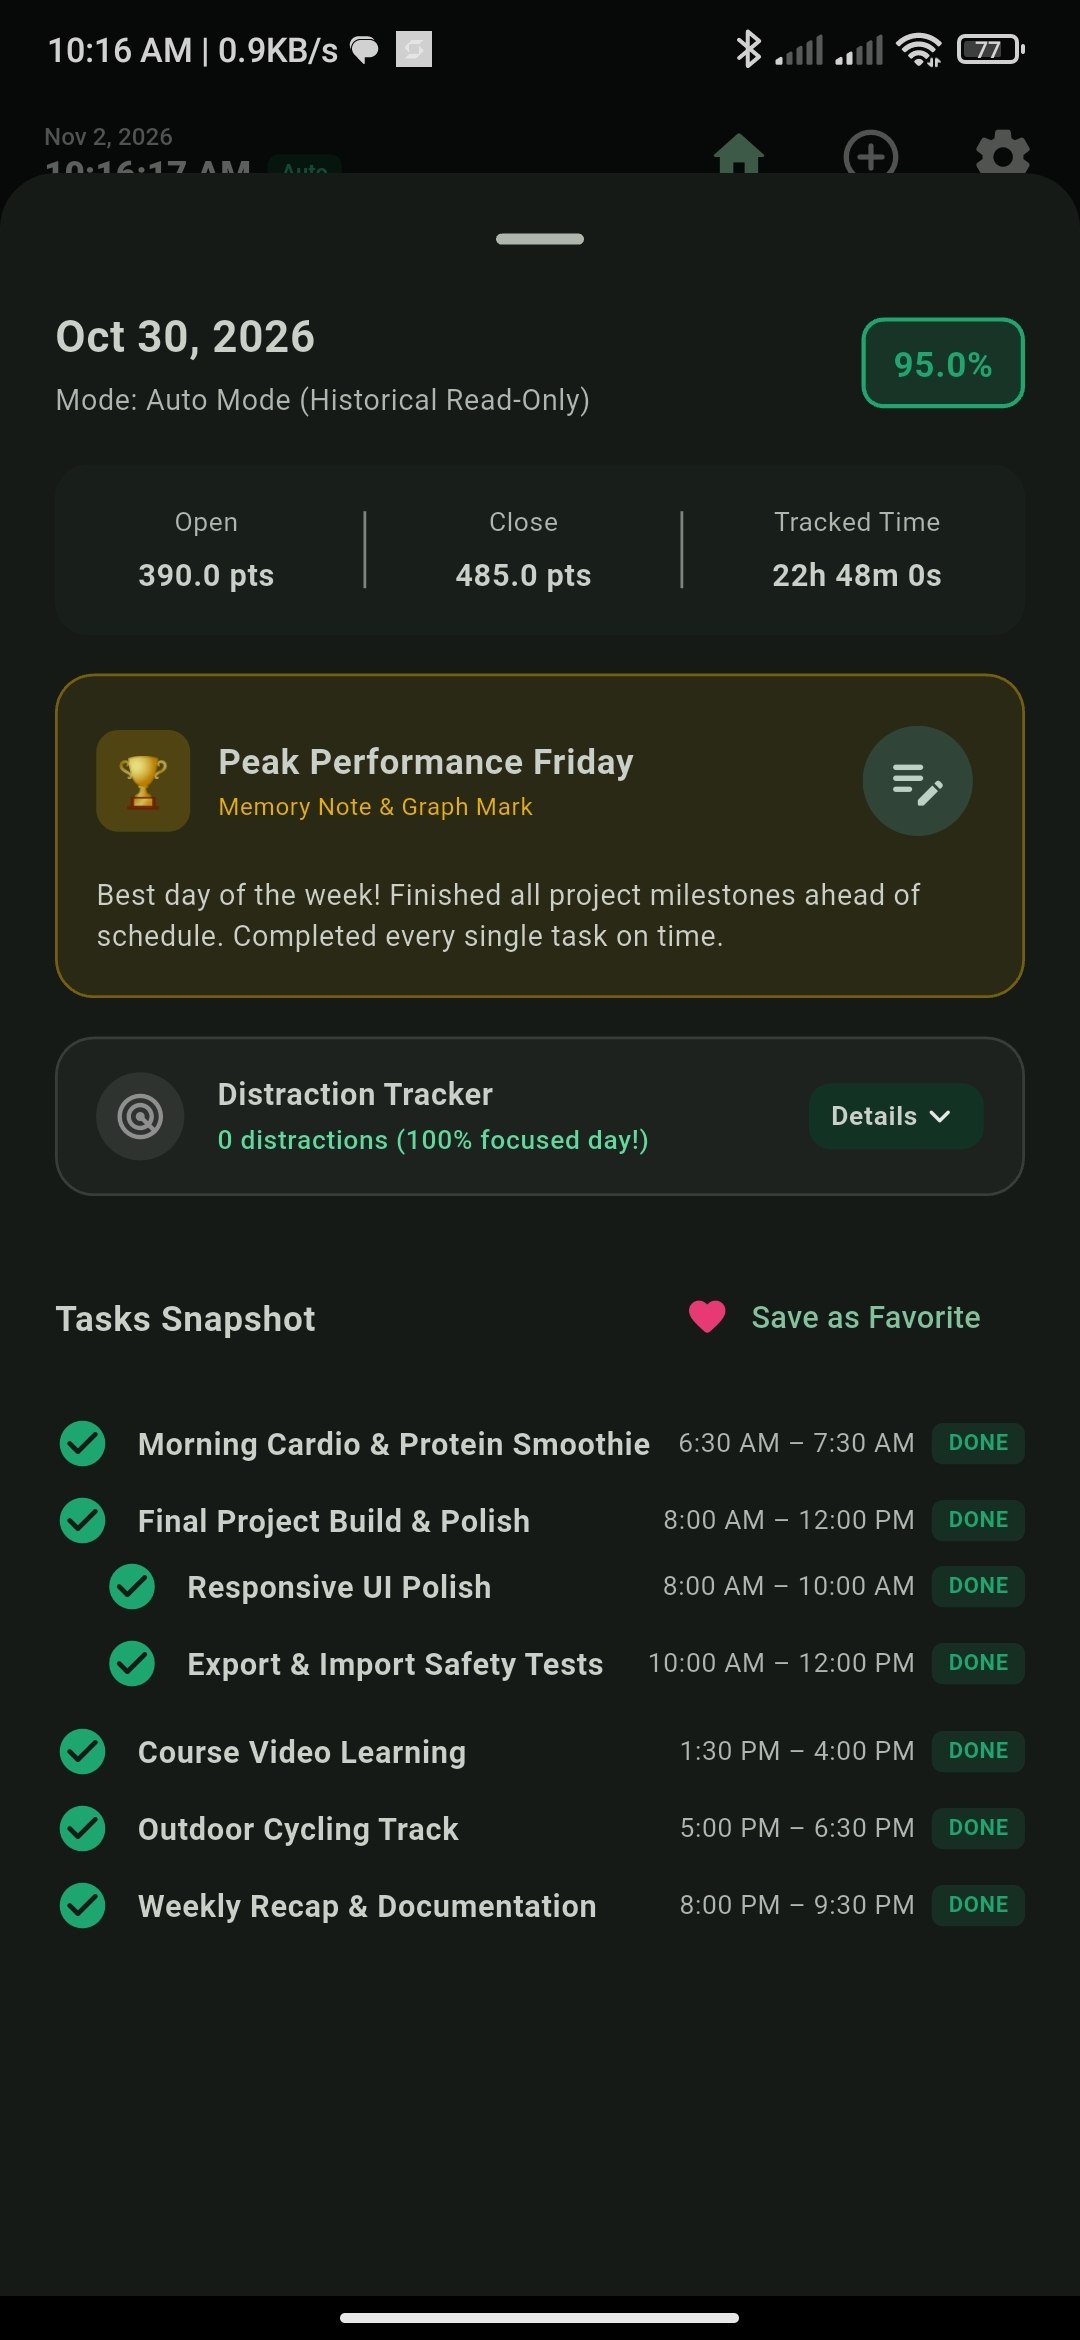 10:16 AM | 0.9KB/s
77
Nov 2, 2026
10:16:17 AM Auto
Oct 30, 2026
95.0%
Mode: Auto Mode (Historical Read-Only)
Open Close Tracked Time
390.0 pts 485.0 pts 22h 48m 0s
Peak Performance Friday
Memory Note & Graph Mark
Best day of the week! Finished all project milestones ahead of
schedule. Completed every single task on time.
Distraction Tracker
0 distractions (100% focused day!)
Details
Tasks Snapshot Save as Favorite
Morning Cardio & Protein Smoothie 6:30 AM – 7:30 AM DONE
Final Project Build & Polish 8:00 AM – 12:00 PM DONE
Responsive UI Polish 8:00 AM – 10:00 AM DONE
Export & Import Safety Tests 10:00 AM – 12:00 PM DONE
Course Video Learning 1:30 PM – 4:00 PM DONE
Outdoor Cycling Track 5:00 PM – 6:30 PM DONE
Weekly Recap & Documentation 8:00 PM – 9:30 PM DONE